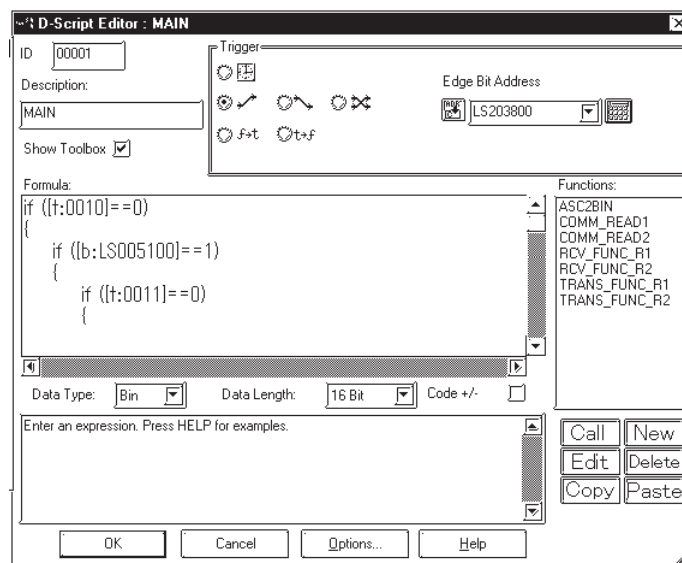 D-Script Editor : MAIN
ID 00001
Trigger
Description:
Edge Bit Address
MAIN
LS203800
Show Toolbox
f→t t→f
Formula:
Functions:
if ([t:0010]==0)
{
if ([b:LS005100]==1)
{
if ([t:0011]==0)
{
ASC2BIN
COMM_READ1
COMM_READ2
RCV_FUNC_R1
RCV_FUNC_R2
TRANS_FUNC_R1
TRANS_FUNC_R2
Data Type: Bin Data Length: 16 Bit Code +/-
Enter an expression. Press HELP for examples.
Call New
Edit Delete
Copy Paste
OK Cancel Options... Help